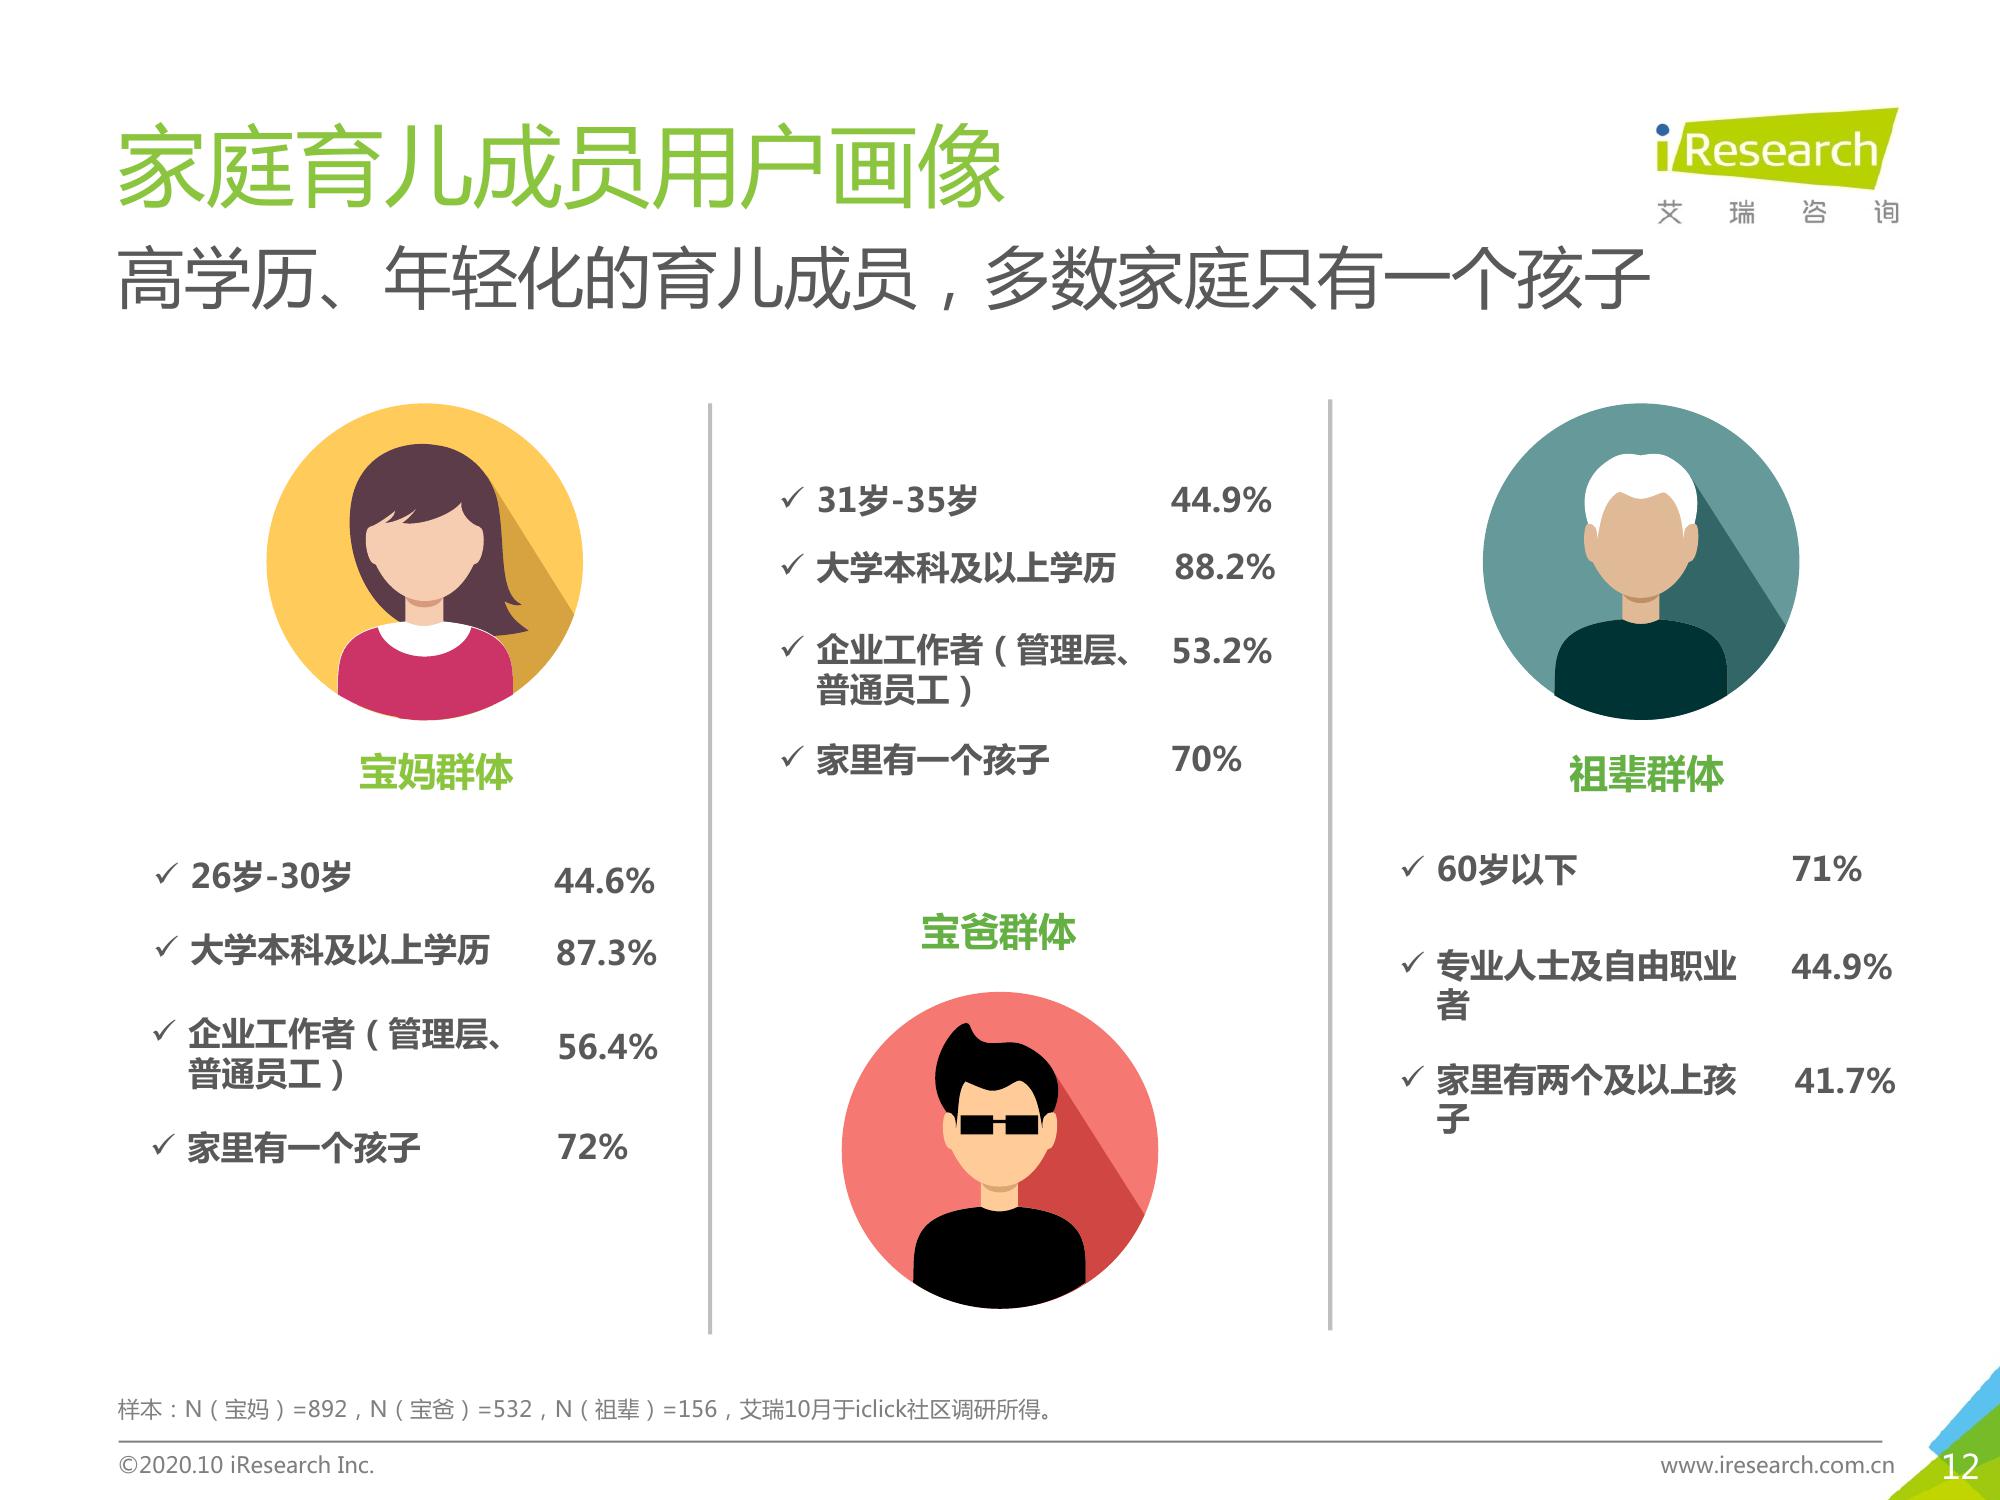 家庭育儿成员用户画像
iResearch
艾瑞咨询
高学历、年轻化的育儿成员，多数家庭只有一个孩子
宝妈群体
✓ 26岁-30岁 44.6%
✓ 大学本科及以上学历 87.3%
✓ 企业工作者（管理层、 56.4%
普通员工）
✓ 家里有一个孩子 72%
✓ 31岁-35岁 44.9%
✓ 大学本科及以上学历 88.2%
✓ 企业工作者（管理层、 53.2%
普通员工）
✓ 家里有一个孩子 70%
宝爸群体
祖辈群体
✓ 60岁以下 71%
✓ 专业人士及自由职业 44.9%
者
✓ 家里有两个及以上孩 41.7%
子
样本：N（宝妈）=892，N（宝爸）=532，N（祖辈）=156，艾瑞10月于iclick社区调研所得。
©2020.10 iResearch Inc.
www.iresearch.com.cn
12